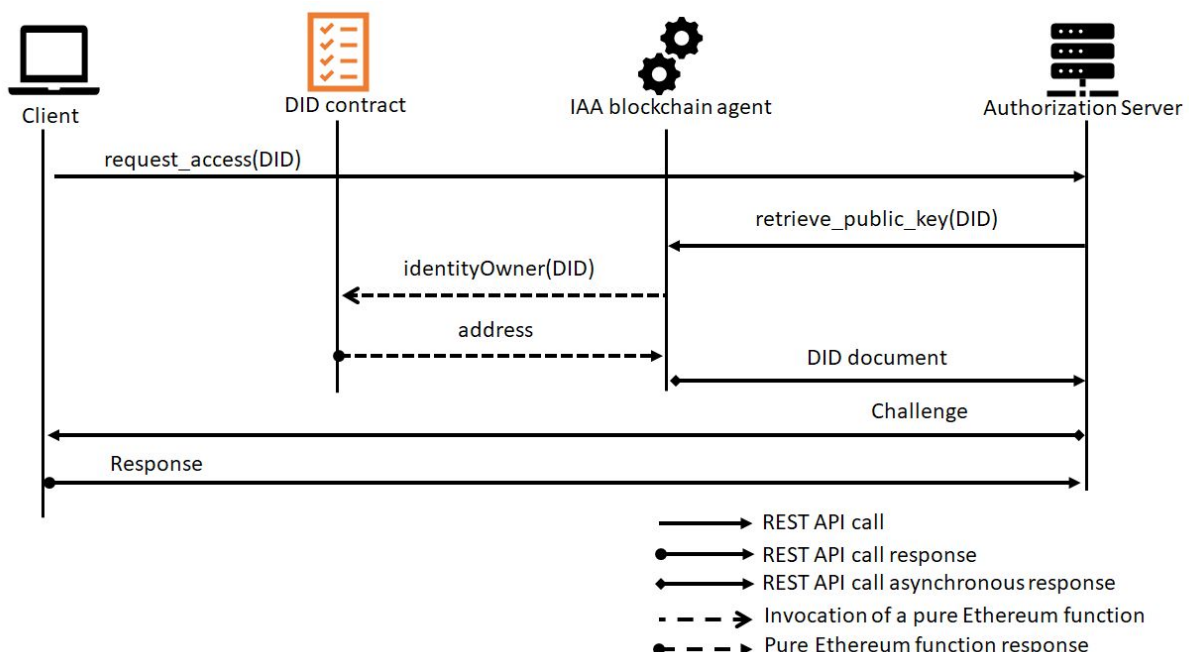 Client
DID contract
IAA blockchain agent
Authorization Server
request_access(DID)
retrieve_public_key(DID)
identityOwner(DID)
address
DID document
Challenge
Response
REST API call
REST API call response
REST API call asynchronous response
Invocation of a pure Ethereum function
Pure Ethereum function response